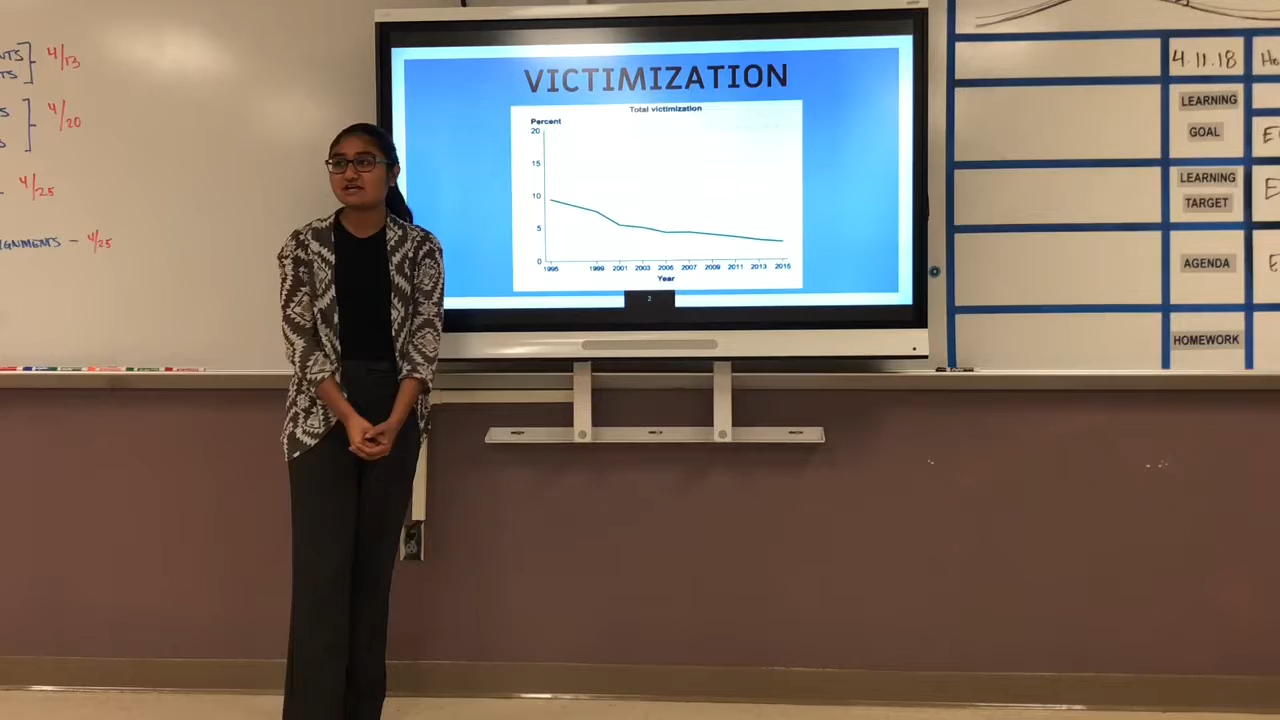 4/13
4/20
4/25
4/25
VICTIMIZATION
Total victimization
Percent
20
15
10
5
0
1995 1999 2001 2003 2005 2007 2009 2011 2013 2015
Year
2
4.11.18
LEARNING
GOAL
LEARNING
TARGET
AGENDA
HOMEWORK